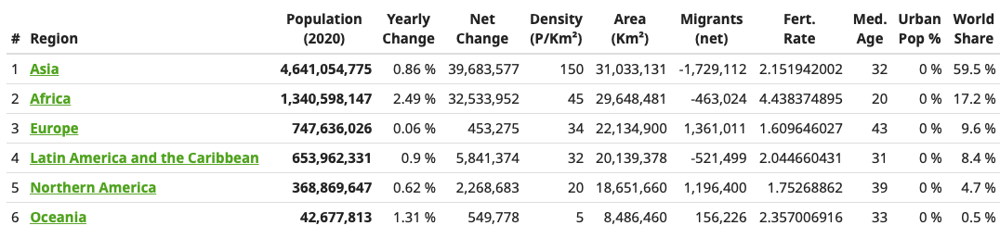 Population Yearly Net Density Area Migrants Fert. Med. Urban World
# Region (2020) Change Change (P/Km²) (Km²) (net) Rate Age Pop % Share
1 Asia 4,641,054,775 0.86 % 39,683,577 150 31,033,131 -1,729,112 2.151942002 32 0 % 59.5 %
2 Africa 1,340,598,147 2.49 % 32,533,952 45 29,648,481 -463,024 4.438374895 20 0 % 17.2 %
3 Europe 747,636,026 0.06 % 453,275 34 22,134,900 1,361,011 1.609646027 43 0 % 9.6 %
4 Latin America and the Caribbean 653,962,331 0.9 % 5,841,374 32 20,139,378 -521,499 2.044660431 31 0 % 8.4 %
5 Northern America 368,869,647 0.62 % 2,268,683 20 18,651,660 1,196,400 1.75268862 39 0 % 4.7 %
6 Oceania 42,677,813 1.31 % 549,778 5 8,486,460 156,226 2.357006916 33 0 % 0.5 %